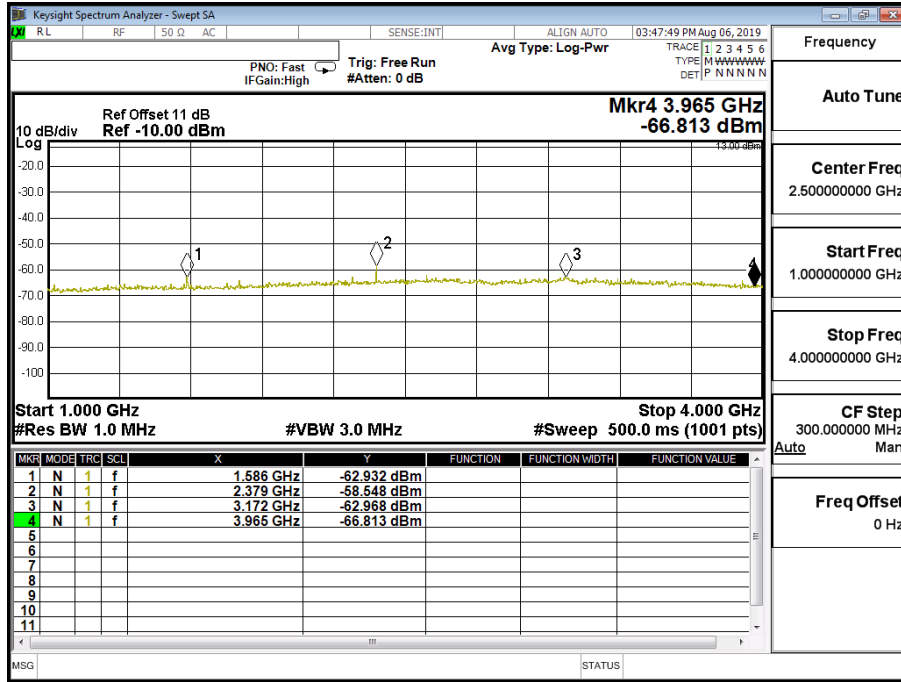 Keysight Spectrum Analyzer - Swept SA
LXI RL RF 50 Ω AC SENSE:INT ALIGN AUTO 03:47:49 PM Aug 06, 2019
Avg Type: Log-Pwr TRACE 1 2 3 4 5 6
PNO: Fast Trig: Free Run TYPE M W W W W W
IFGain:High #Atten: 0 dB DET P N N N N N
Frequency
Ref Offset 11 dB Mkr4 3.965 GHz
10 dB/div Ref -10.00 dBm -66.813 dBm
Log
-13.00 dBm
-20.0
-30.0
-40.0
-50.0
-60.0
-70.0
-80.0
-90.0
-100
1
2
3
4
Start 1.000 GHz Stop 4.000 GHz
#Res BW 1.0 MHz #VBW 3.0 MHz #Sweep 500.0 ms (1001 pts)
MKR MODE TRC SCL X Y FUNCTION FUNCTION WIDTH FUNCTION VALUE
1 N 1 f 1.586 GHz -62.932 dBm
2 N 1 f 2.379 GHz -58.548 dBm
3 N 1 f 3.172 GHz -62.968 dBm
4 N 1 f 3.965 GHz -66.813 dBm
5
6
7
8
9
10
11
MSG STATUS
Auto Tune
Center Freq
2.500000000 GHz
Start Freq
1.000000000 GHz
Stop Freq
4.000000000 GHz
CF Step
300.000000 MHz
Auto Man
Freq Offset
0 Hz